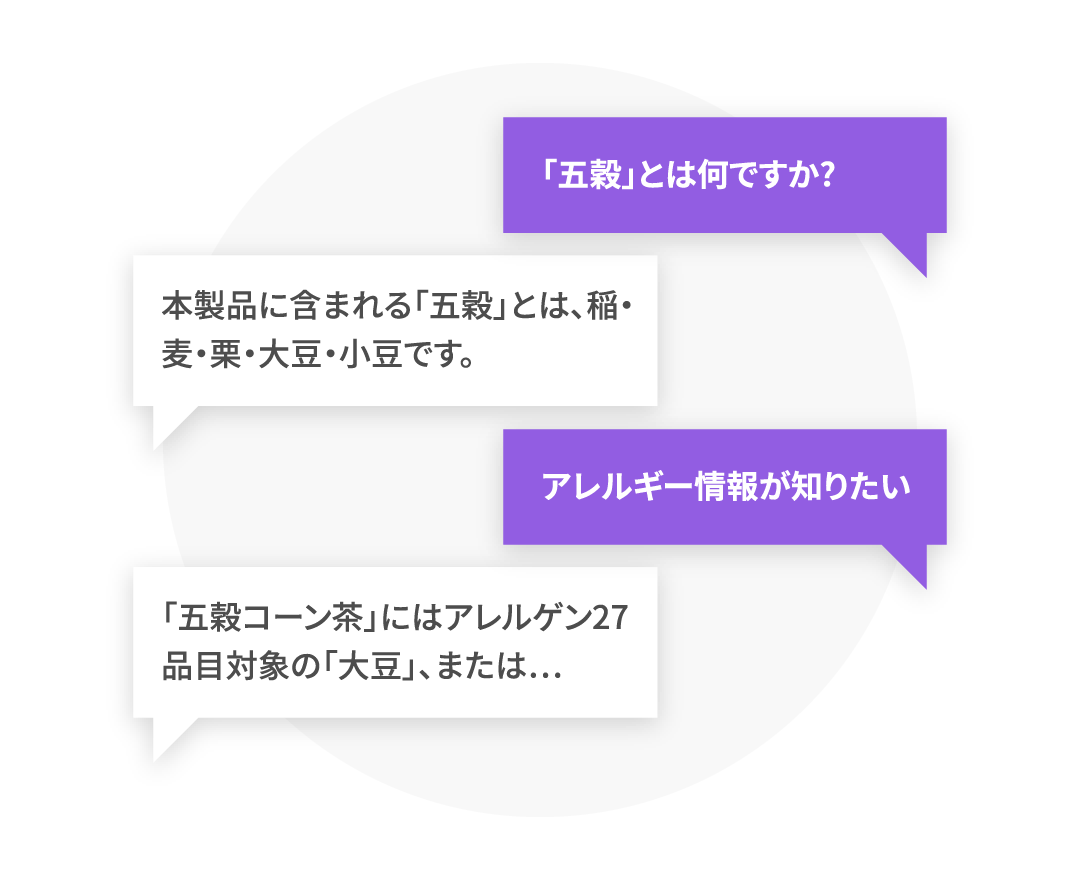 「五穀」とは何ですか?
本製品に含まれる「五穀」とは、稲・
麦・栗・大豆・小豆です。
アレルギー情報が知りたい
「五穀コーン茶」にはアレルゲン27
品目対象の「大豆」、または…